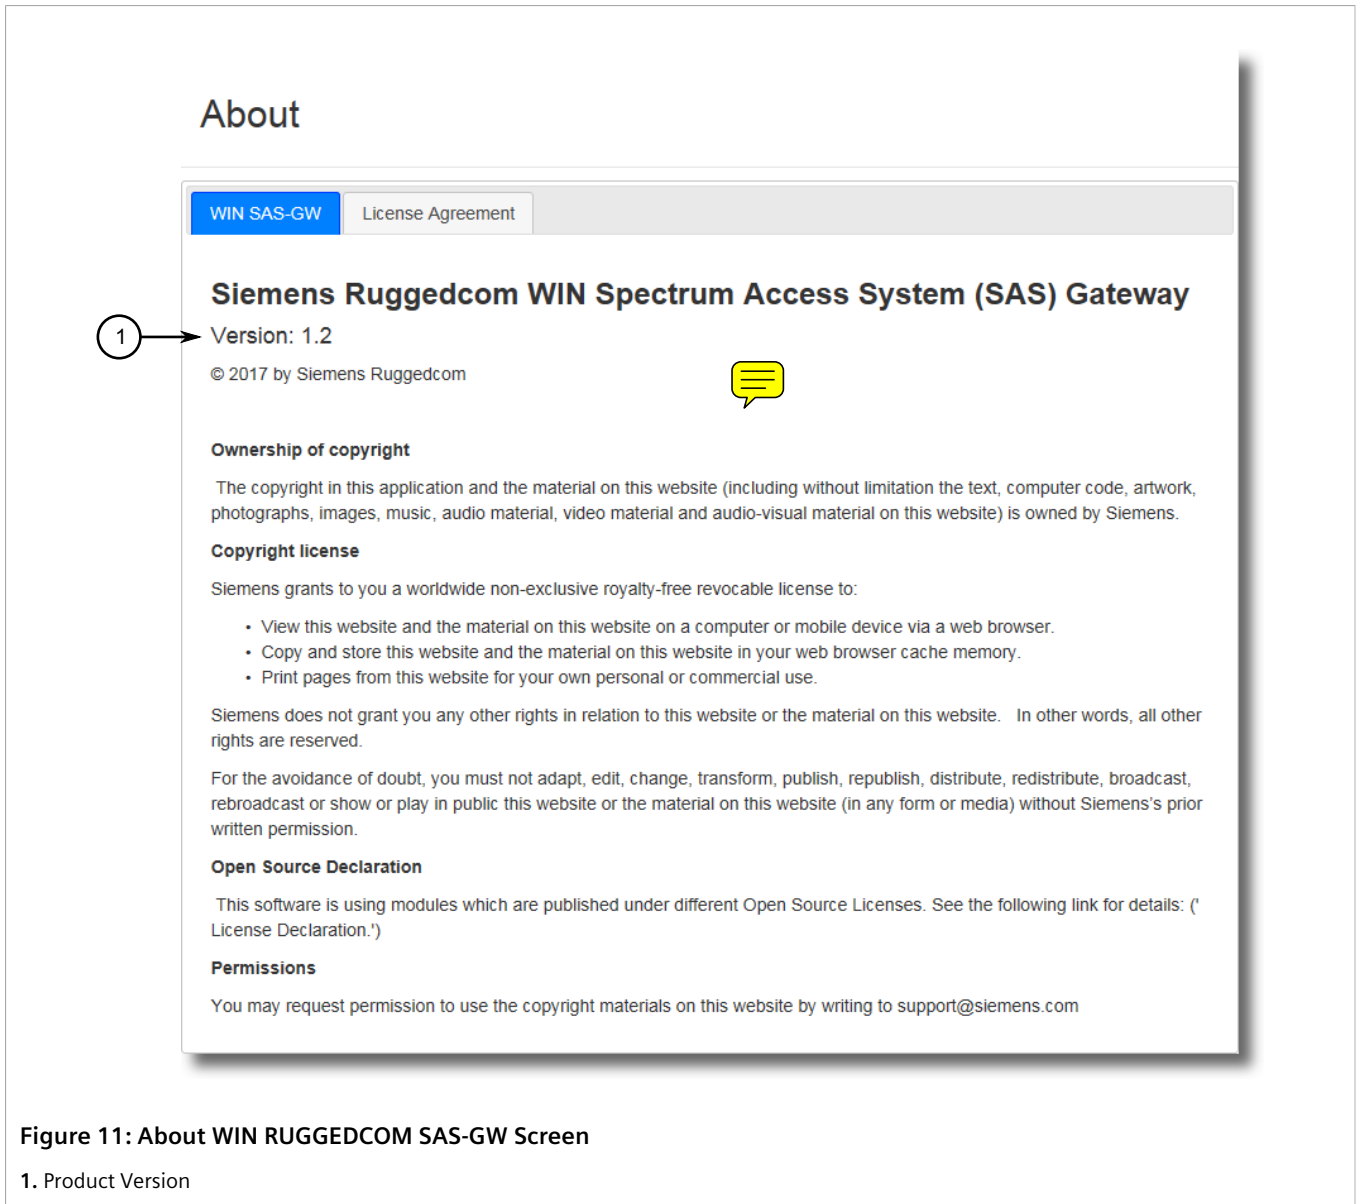 About
WIN SAS-GW
License Agreement
Siemens Ruggedcom WIN Spectrum Access System (SAS) Gateway
1
Version: 1.2
© 2017 by Siemens Ruggedcom
Ownership of copyright
The copyright in this application and the material on this website (including without limitation the text, computer code, artwork,
photographs, images, music, audio material, video material and audio-visual material on this website) is owned by Siemens.
Copyright license
Siemens grants to you a worldwide non-exclusive royalty-free revocable license to:
• View this website and the material on this website on a computer or mobile device via a web browser.
• Copy and store this website and the material on this website in your web browser cache memory.
• Print pages from this website for your own personal or commercial use.
Siemens does not grant you any other rights in relation to this website or the material on this website.   In other words, all other
rights are reserved.
For the avoidance of doubt, you must not adapt, edit, change, transform, publish, republish, distribute, redistribute, broadcast,
rebroadcast or show or play in public this website or the material on this website (in any form or media) without Siemens's prior
written permission.
Open Source Declaration
This software is using modules which are published under different Open Source Licenses. See the following link for details: ('
License Declaration.')
Permissions
You may request permission to use the copyright materials on this website by writing to support@siemens.com
Figure 11: About WIN RUGGEDCOM SAS-GW Screen
1. Product Version